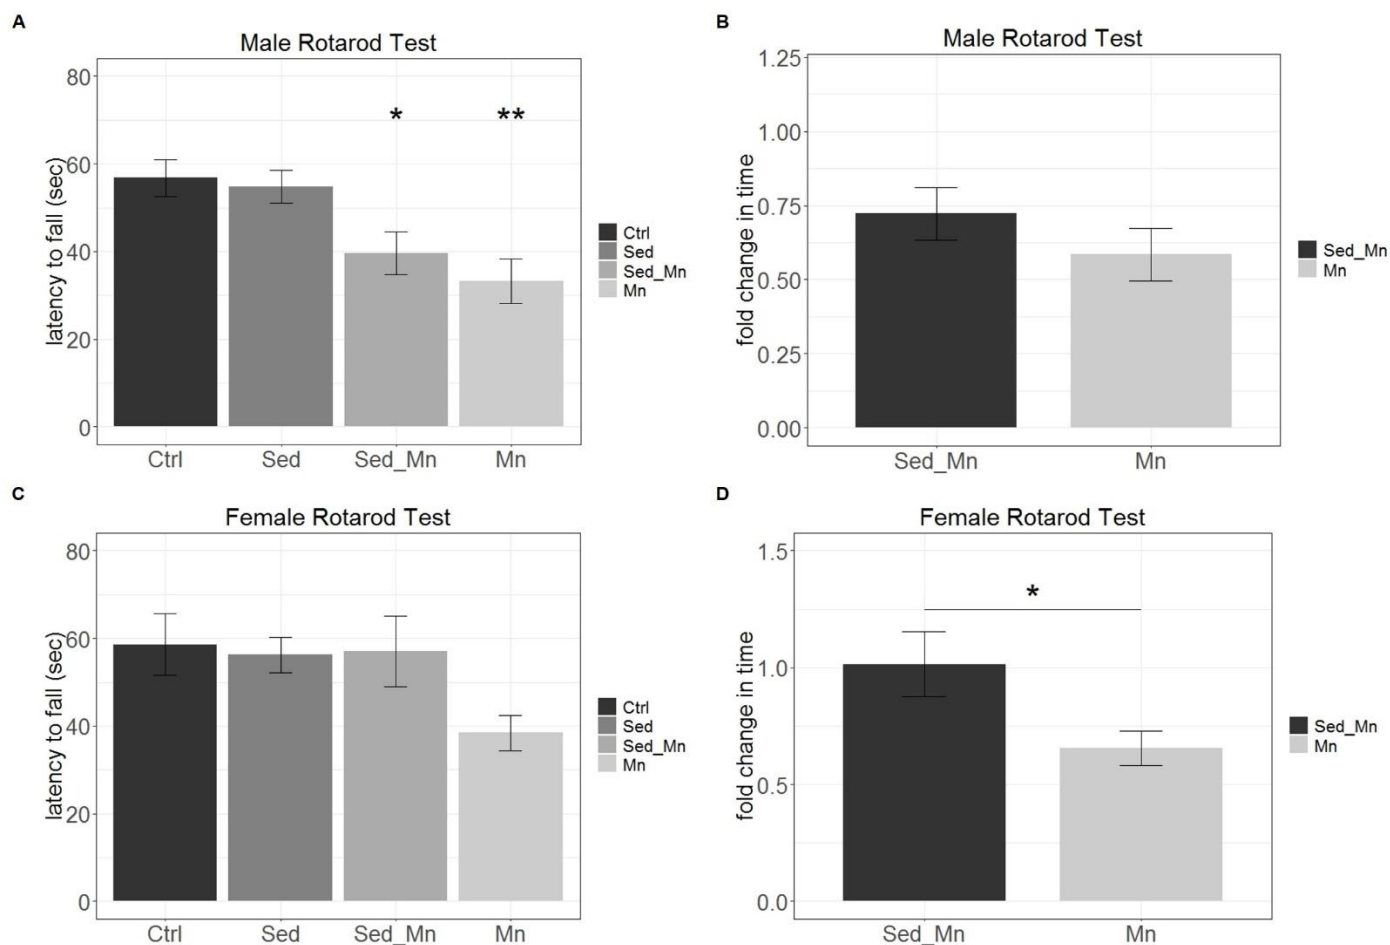 A
Male Rotarod Test
latency to fall (sec)
80
60
40
20
0
* **
Ctrl Sed Sed_Mn Mn
Ctrl
Sed
Sed_Mn
Mn
B
Male Rotarod Test
fold change in time
1.25
1.00
0.75
0.50
0.25
0.00
Sed_Mn Mn
Sed_Mn
Mn
C
Female Rotarod Test
latency to fall (sec)
80
60
40
20
0
Ctrl Sed Sed_Mn Mn
Ctrl
Sed
Sed_Mn
Mn
D
Female Rotarod Test
fold change in time
1.5
1.0
0.5
0.0
*
Sed_Mn Mn
Sed_Mn
Mn